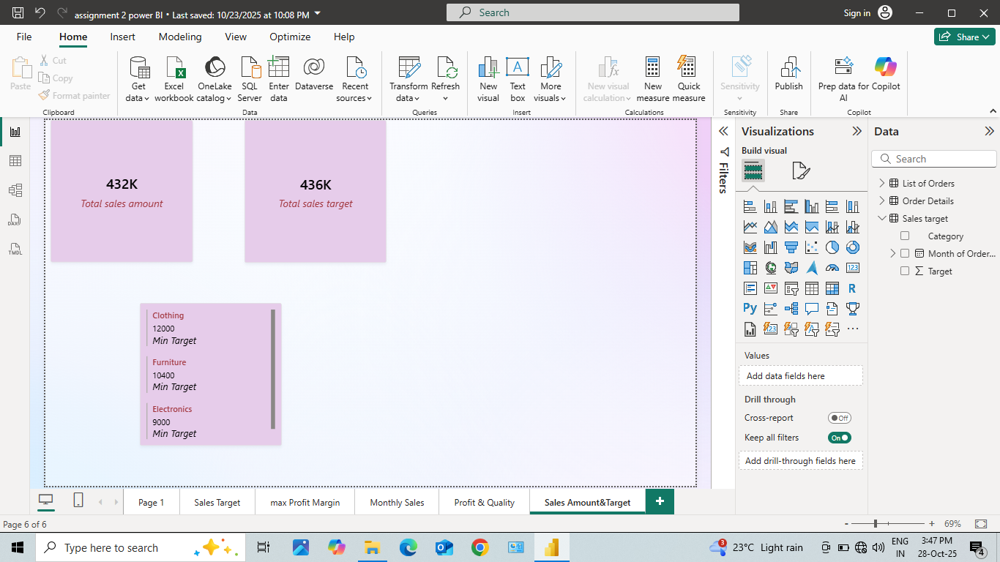 assignment 2 power BI • Last saved: 10/23/2025 at 10:08 PM
Search
Sign in
File
Home
Insert
Modeling
View
Optimize
Help
Share
Paste
Cut
Copy
Format painter
Clipboard
Get data
Excel workbook
OneLake catalog
SQL Server
Enter data
Dataverse
Recent sources
Data
Transform data
Refresh
Queries
New visual
Text box
More visuals
Insert
New visual calculation
New measure
Quick measure
Calculations
Sensitivity
Sensitivity
Publish
Share
Prep data for AI
Copilot
Copilot
DAX
TMDL
432K
Total sales amount
436K
Total sales target
Clothing
12000
Min Target
Furniture
10400
Min Target
Electronics
9000
Min Target
Filters
Visualizations
Build visual
123
R
Py
123
Values
Add data fields here
Drill through
Cross-report
Off
Keep all filters
On
Add drill-through fields here
Data
Search
List of Orders
Order Details
Sales target
Category
Month of Order...
Target
Page 1
Sales Target
max Profit Margin
Monthly Sales
Profit & Quality
Sales Amount&Target
Page 6 of 6
69%
Type here to search
3
23°C Light rain
ENG
IN
3:47 PM
28-Oct-25
4